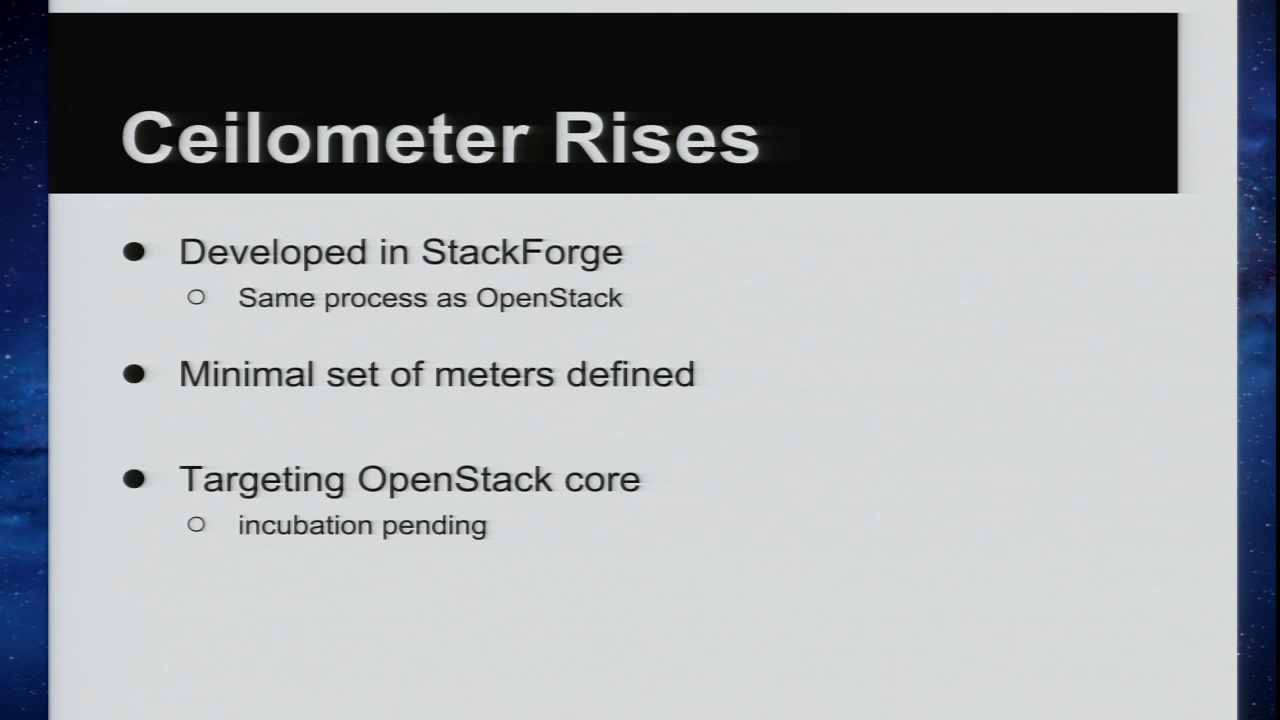 Ceilometer Rises
Developed in StackForge
Same process as OpenStack
Minimal set of meters defined
Targeting OpenStack core
incubation pending